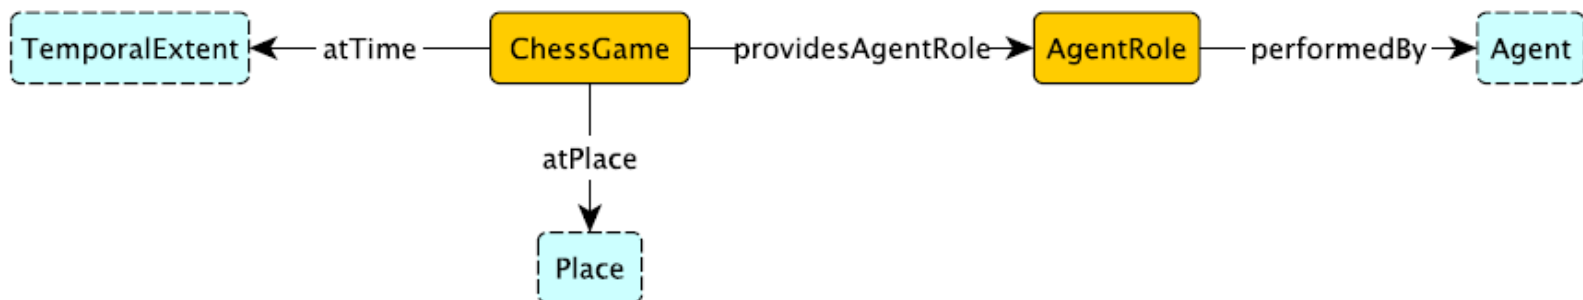 TemporalExtent atTime ChessGame providesAgentRole AgentRole performedBy Agent
atPlace
Place